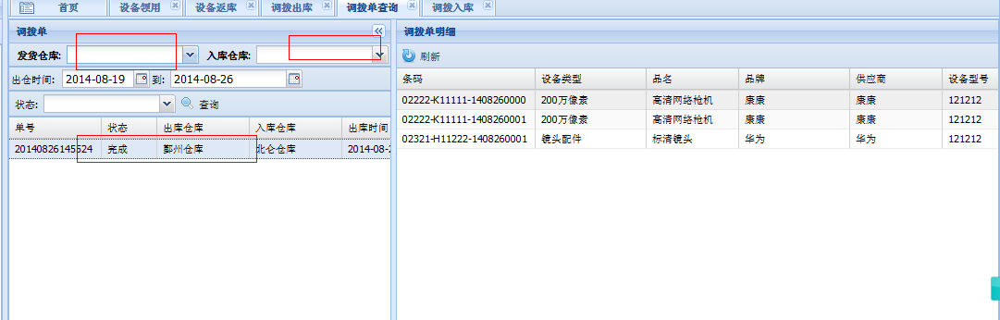 首页 设备领用 设备返库 调拨出库 调拨单查询 调拨入库
调拨单
发货仓库: 入库仓库:
出仓时间: 2014-08-19 到: 2014-08-26
状态: 查询
单号 状态 出库仓库 入库仓库 出库时间
20140826145524 完成 鄞州仓库 北仑仓库 2014-08-2
调拨单明细
刷新
条码 设备类型 品名 品牌 供应商 设备型号
02222-K11111-1408260000 200万像素 高清网络枪机 康康 康康 121212
02222-K11111-1408260001 200万像素 高清网络枪机 康康 康康 121212
02321-H11222-1408260001 镜头配件 标清镜头 华为 华为 121212